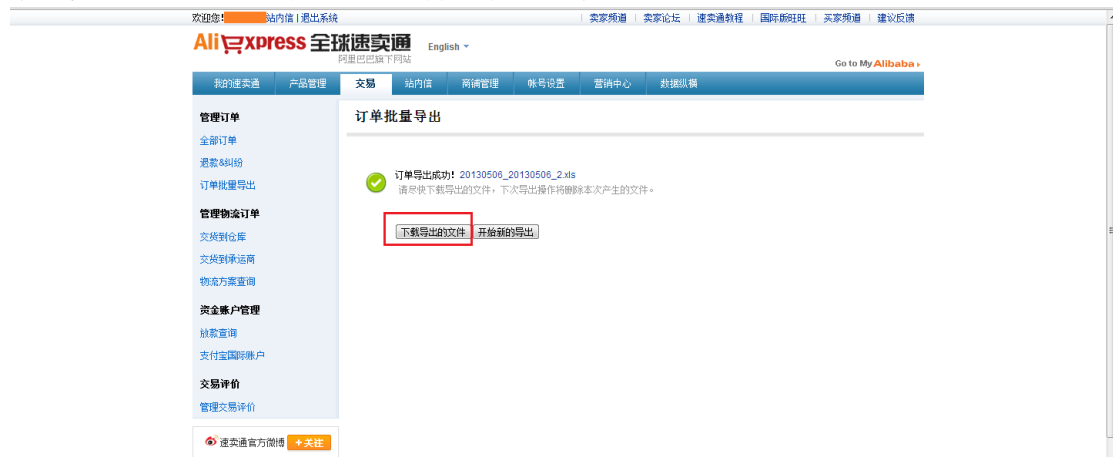 欢迎您! 站内信 | 退出系统
卖家频道 | 卖家论坛 | 速卖通教程 | 国际版旺旺 | 买家频道 | 建议反馈
AliExpress 全球速卖通 English
阿里巴巴旗下网站
Go to My Alibaba
我的速卖通 产品管理 交易 站内信 商铺管理 帐号设置 营销中心 数据纵横
管理订单
全部订单
退款&纠纷
订单批量导出
管理物流订单
交货到仓库
交货到承运商
物流方案查询
资金账户管理
放款查询
支付宝国际账户
交易评价
管理交易评价
速卖通官方微博 +关注
订单批量导出
订单导出成功! 20130506_20130506_2.xls
请尽快下载导出的文件，下次导出操作将删除本次产生的文件。
下载导出的文件 开始新的导出